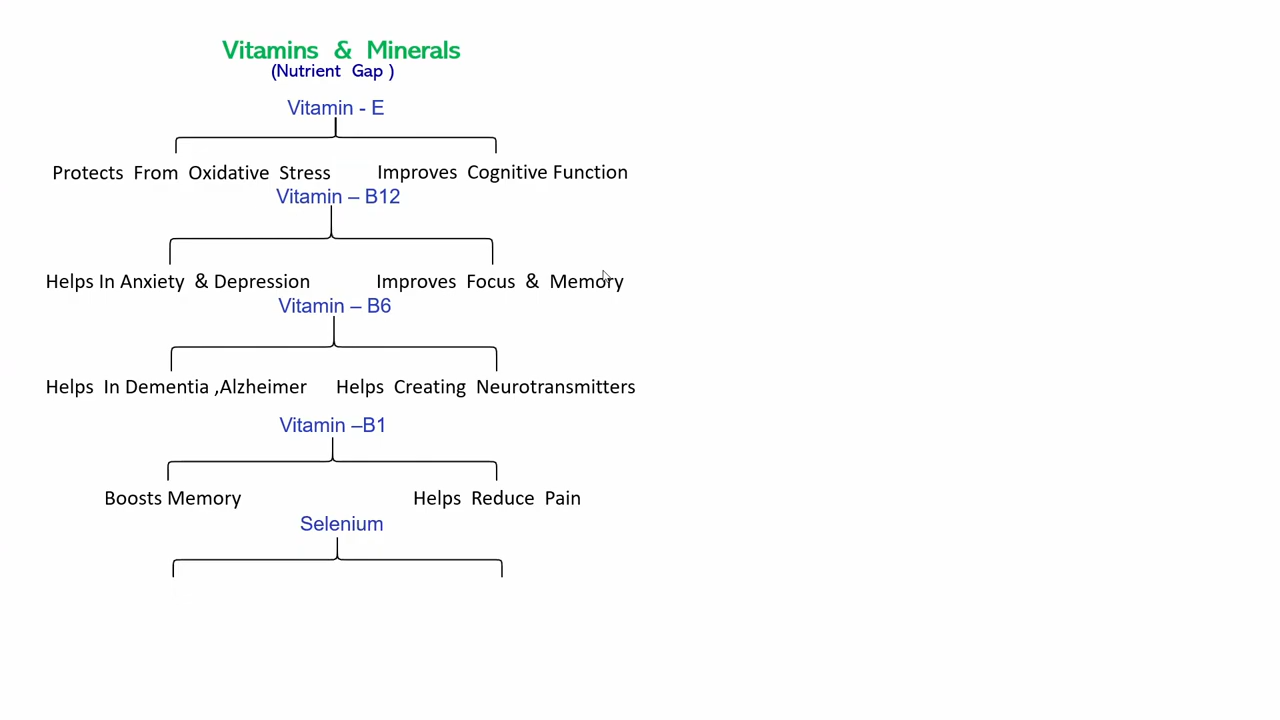 Vitamins & Minerals
(Nutrient Gap )
Vitamin - E
Protects From Oxidative Stress Improves Cognitive Function
Vitamin – B12
Helps In Anxiety & Depression Improves Focus & Memory
Vitamin – B6
Helps In Dementia ,Alzheimer Helps Creating Neurotransmitters
Vitamin –B1
Boosts Memory Helps Reduce Pain
Selenium